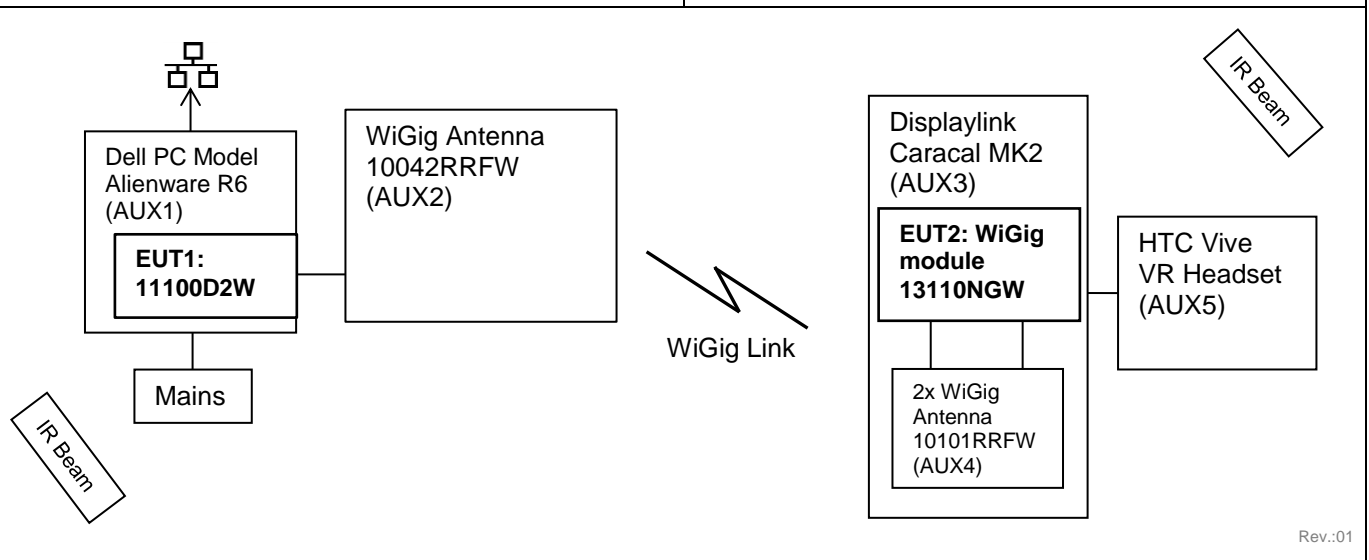 Dell PC Model
Alienware R6
(AUX1)
EUT1:
11100D2W
Mains
IR Beam
WiGig Antenna
10042RRFW
(AUX2)
WiGig Link
Displaylink
Caracal MK2
(AUX3)
EUT2: WiGig
module
13110NGW
2x WiGig
Antenna
10101RRFW
(AUX4)
HTC Vive
VR Headset
(AUX5)
IR Beam
Rev.:01